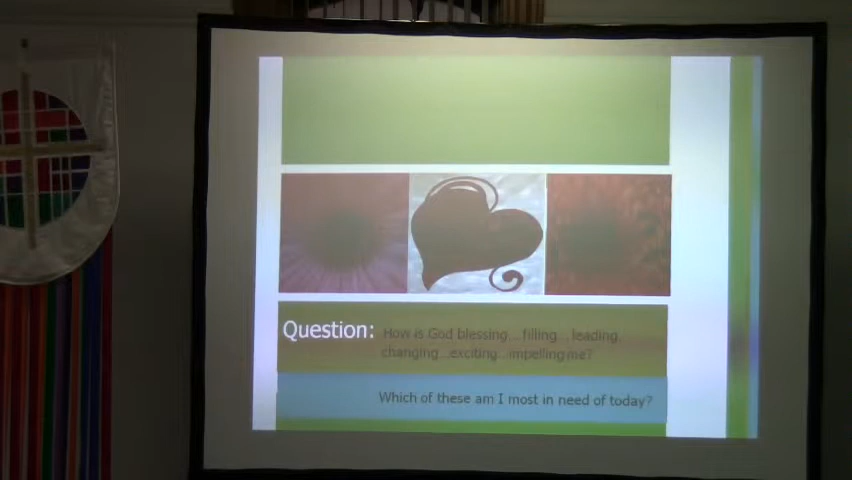 Question: How is God blessing...filling...leading
changing...exciting...impelling me?
Which of these am I most in need of today?